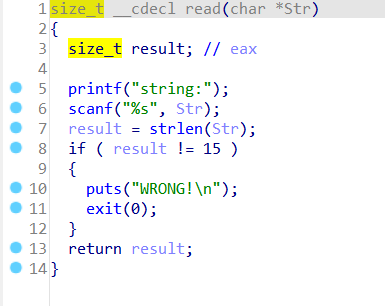 1 size_t __cdecl read(char *Str)
2 {
3   size_t result; // eax
4
5   printf("string:");
6   scanf("%s", Str);
7   result = strlen(Str);
8   if ( result != 15 )
9   {
10     puts("WRONG!\n");
11     exit(0);
12   }
13   return result;
14 }